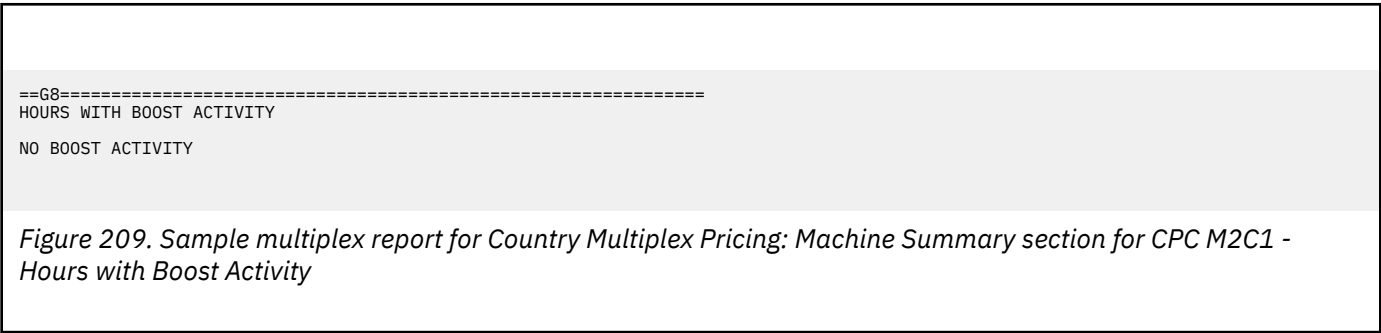 ==G8===============================================================
HOURS WITH BOOST ACTIVITY
NO BOOST ACTIVITY
Figure 209. Sample multiplex report for Country Multiplex Pricing: Machine Summary section for CPC M2C1 -
Hours with Boost Activity